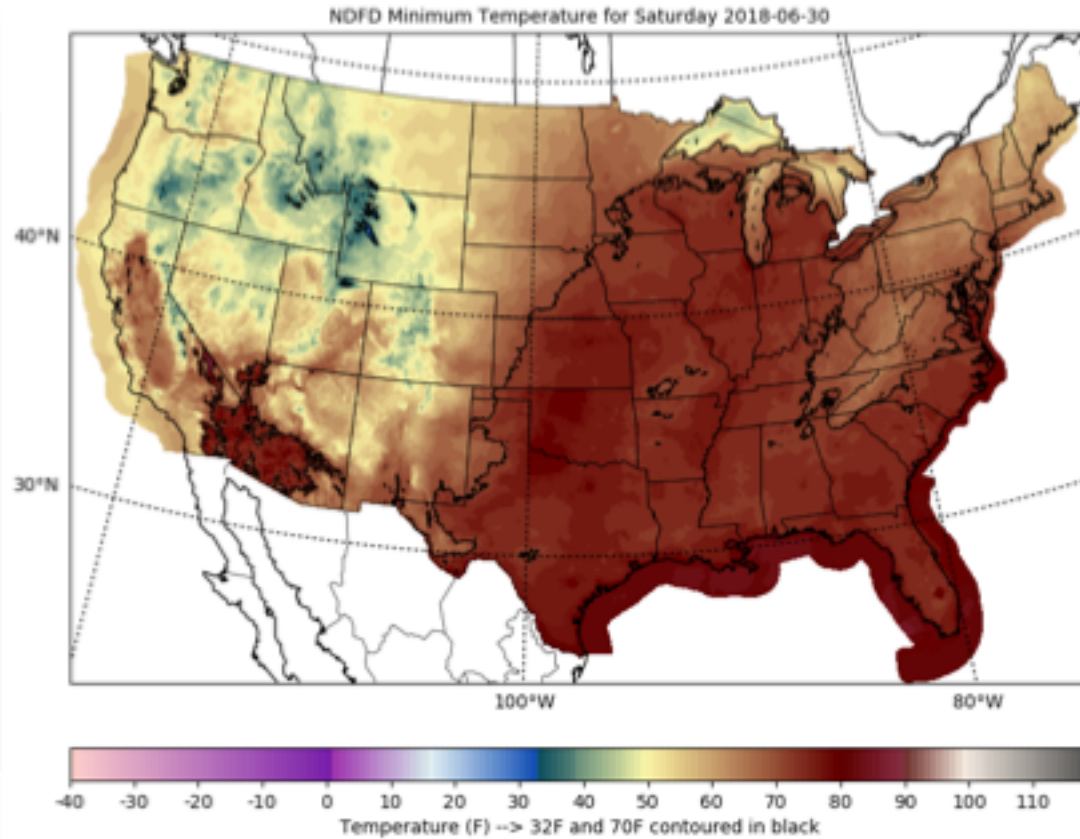 NDFD Minimum Temperature for Saturday 2018-06-30
40°N
30°N
100°W 80°W
-40 -30 -20 -10 0 10 20 30 40 50 60 70 80 90 100 110
Temperature (F) --> 32F and 70F contoured in black